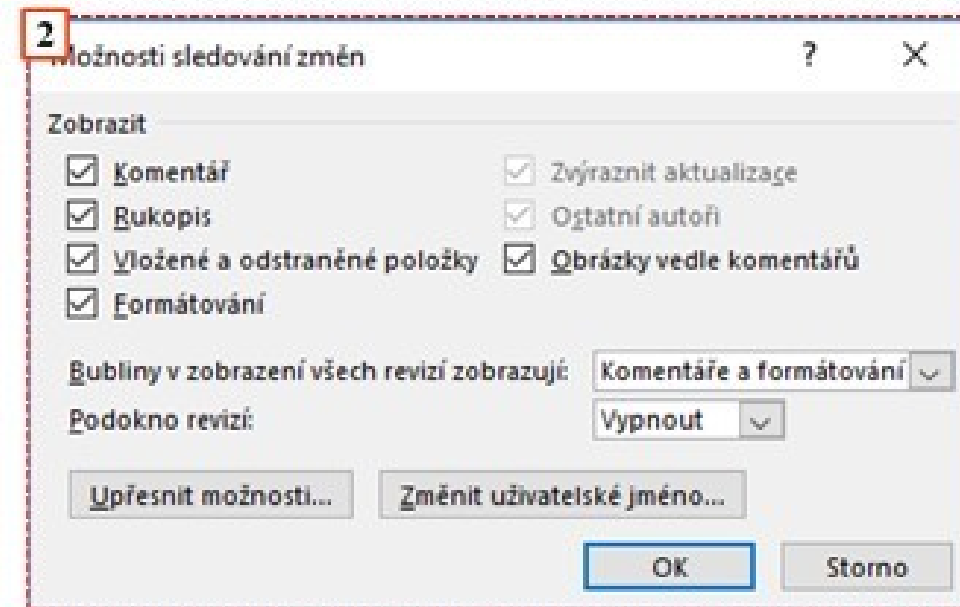 2
Možnosti sledování změn ?
Zobrazit
Komentář Zvýraznit aktualizace
Rukopis Ostatní autoři
Vložené a odstraněné položky Obrázky vedle komentářů
Formátování
Bubliny v zobrazení všech revizí zobrazují: Komentáře a formátování
Podokno revizí: Vypnout
Upřesnit možnosti... Změnit uživatelské jméno...
OK Storno